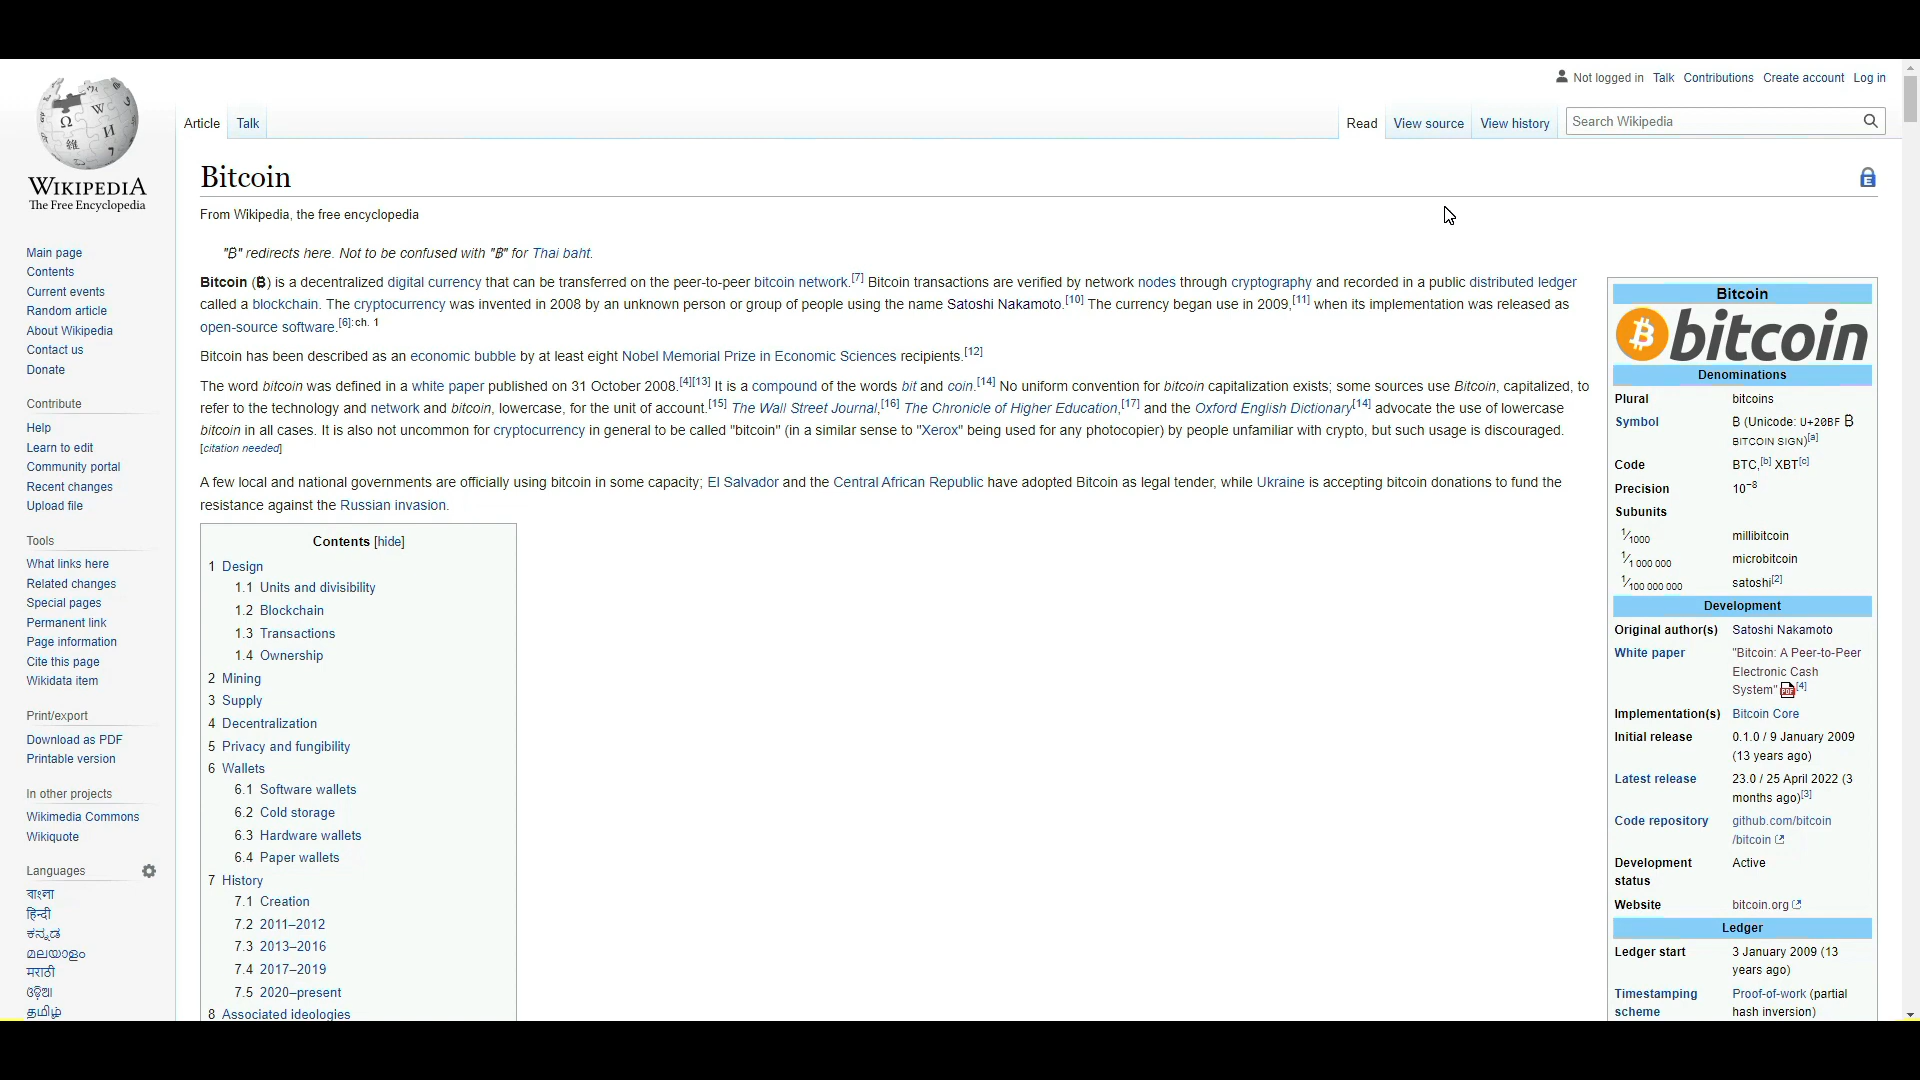 Not logged in Talk Contributions Create account Log in
Article Talk Read View source View history Search Wikipedia
WIKIPEDIA
The Free Encyclopedia
Main page
Contents
Current events
Random article
About Wikipedia
Contact us
Donate
Contribute
Help
Learn to edit
Community portal
Recent changes
Upload file
Tools
What links here
Related changes
Special pages
Permanent link
Page information
Cite this page
Wikidata item
Print/export
Download as PDF
Printable version
In other projects
Wikimedia Commons
Wikiquote
Languages
বাংলা
हिन्दी
ಕನ್ನಡ
മലയാളം
मराठी
ଓଡ଼ିଆ
தமிழ்
Bitcoin
From Wikipedia, the free encyclopedia
"₿" redirects here. Not to be confused with "฿" for Thai baht.
Bitcoin (₿) is a decentralized digital currency that can be transferred on the peer-to-peer bitcoin network.[7] Bitcoin transactions are verified by network nodes through cryptography and recorded in a public distributed ledger
called a blockchain. The cryptocurrency was invented in 2008 by an unknown person or group of people using the name Satoshi Nakamoto.[10] The currency began use in 2009,[11] when its implementation was released as
open-source software.[6]:ch. 1
Bitcoin has been described as an economic bubble by at least eight Nobel Memorial Prize in Economic Sciences recipients.[12]
The word bitcoin was defined in a white paper published on 31 October 2008.[4][13] It is a compound of the words bit and coin.[14] No uniform convention for bitcoin capitalization exists; some sources use Bitcoin, capitalized, to
refer to the technology and network and bitcoin, lowercase, for the unit of account.[15] The Wall Street Journal,[16] The Chronicle of Higher Education,[17] and the Oxford English Dictionary[14] advocate the use of lowercase
bitcoin in all cases. It is also not uncommon for cryptocurrency in general to be called "bitcoin" (in a similar sense to "Xerox" being used for any photocopier) by people unfamiliar with crypto, but such usage is discouraged.
[citation needed]
A few local and national governments are officially using bitcoin in some capacity; El Salvador and the Central African Republic have adopted Bitcoin as legal tender, while Ukraine is accepting bitcoin donations to fund the
resistance against the Russian invasion.
Contents [hide]
1 Design
1.1 Units and divisibility
1.2 Blockchain
1.3 Transactions
1.4 Ownership
2 Mining
3 Supply
4 Decentralization
5 Privacy and fungibility
6 Wallets
6.1 Software wallets
6.2 Cold storage
6.3 Hardware wallets
6.4 Paper wallets
7 History
7.1 Creation
7.2 2011–2012
7.3 2013–2016
7.4 2017–2019
7.5 2020–present
8 Associated ideologies
Bitcoin
bitcoin
Denominations
Plural bitcoins
Symbol ₿ (Unicode: U+20BF ₿
BITCOIN SIGN)[a]
Code BTC,[b] XBT[c]
Precision 10−8
Subunits
1⁄1000 millibitcoin
1⁄1 000 000 microbitcoin
1⁄100 000 000 satoshi[2]
Development
Original author(s) Satoshi Nakamoto
White paper "Bitcoin: A Peer-to-Peer
Electronic Cash
System" [4]
Implementation(s) Bitcoin Core
Initial release 0.1.0 / 9 January 2009
(13 years ago)
Latest release 23.0 / 25 April 2022 (3
months ago)[3]
Code repository github.com/bitcoin
/bitcoin
Development Active
status
Website bitcoin.org
Ledger
Ledger start 3 January 2009 (13
years ago)
Timestamping Proof-of-work (partial
scheme hash inversion)